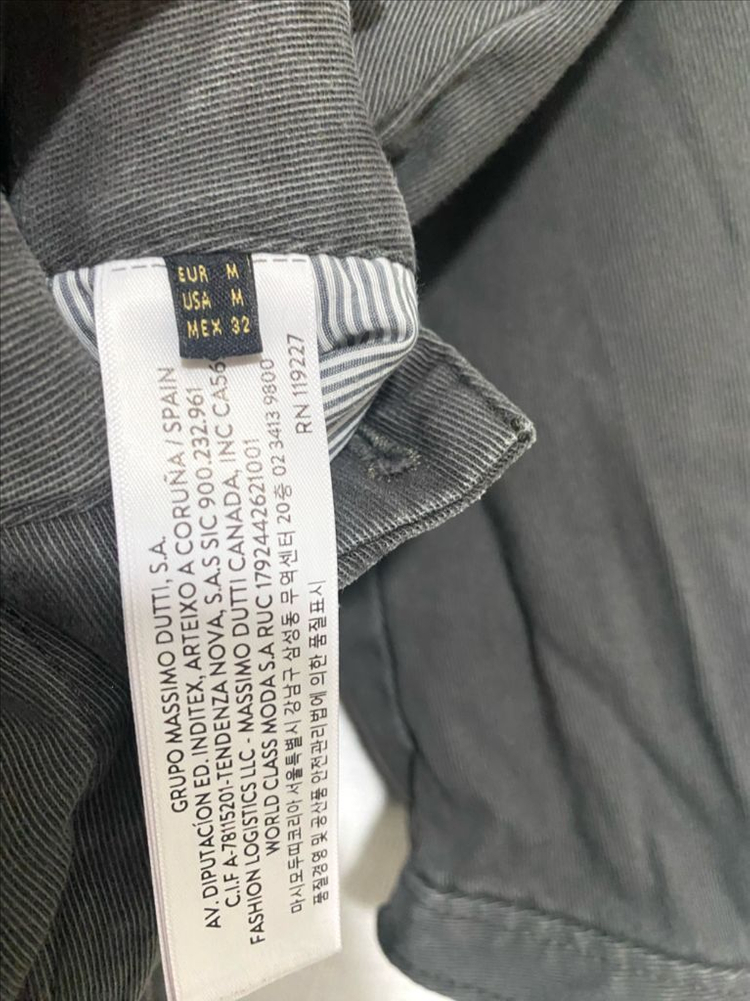 EUR M
USA M
MEX 32
GRUPO MASSIMO DUTTI, S.A.
AV. DIPUTACÍON ED. INDITEX, ARTEIXO A CORUÑA / SPAIN
C.I.F A-78115201-TENDENZA NOVA, S.A.S SIC 900.232.961
FASHION LOGISTICS LLC - MASSIMO DUTTI CANADA, INC CA56
WORLD CLASS MODA S.A RUC 1792442621001
마시모두띠코리아 서울특별시 강남구 삼성동 무역센터 20층 02 3413 9800
품질경영 및 공산품 안전관리법에 의한 품질표시
RN 119227